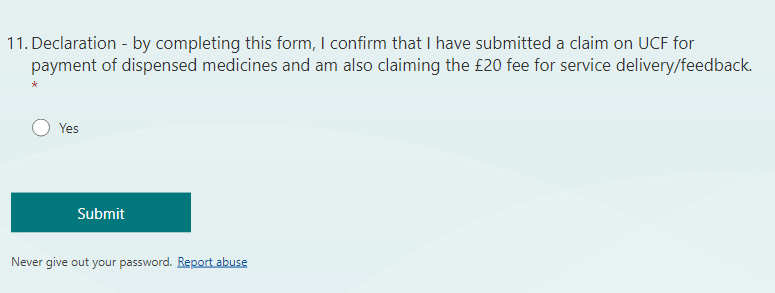 11. Declaration - by completing this form, I confirm that I have submitted a claim on UCF for
payment of dispensed medicines and am also claiming the £20 fee for service delivery/feedback.
*
Yes
Submit
Never give out your password. Report abuse